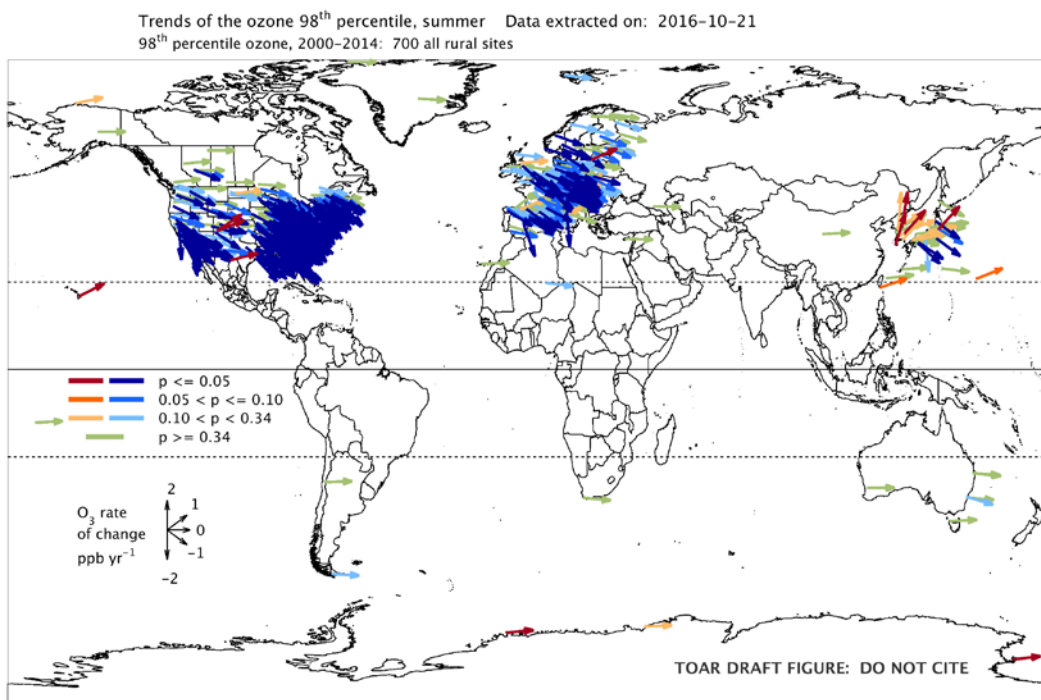 Trends of the ozone 98th percentile, summer Data extracted on: 2016-10-21
98th percentile ozone, 2000-2014: 700 all rural sites
p <= 0.05
0.05 < p <= 0.10
0.10 < p < 0.34
p >= 0.34
2
1
O3 rate
of change
0
ppb yr-1
-1
-2
TOAR DRAFT FIGURE: DO NOT CITE